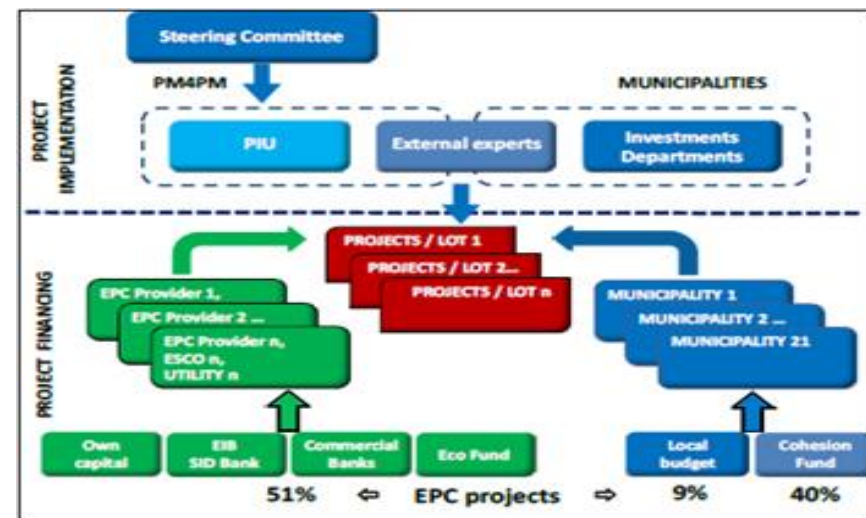 Steering Committee
PM4PM
MUNICIPALITIES
PROJECT
IMPLEMENTATION
PIU
External experts
Investments
Departments
PROJECT FINANCING
PROJECTS / LOT 1
PROJECTS / LOT 2...
PROJECTS / LOT n
EPC Provider 1,
EPC Provider 2 ...
EPC Provider n,
ESCO n,
UTILITY n
MUNICIPALITY 1
MUNICIPALITY 2 ...
MUNICIPALITY 21
Own
capital
EIB
SID Bank
Commercial
Banks
Eco Fund
Local
budget
Cohesion
Fund
51% ⇦ EPC projects ⇨ 9% 40%